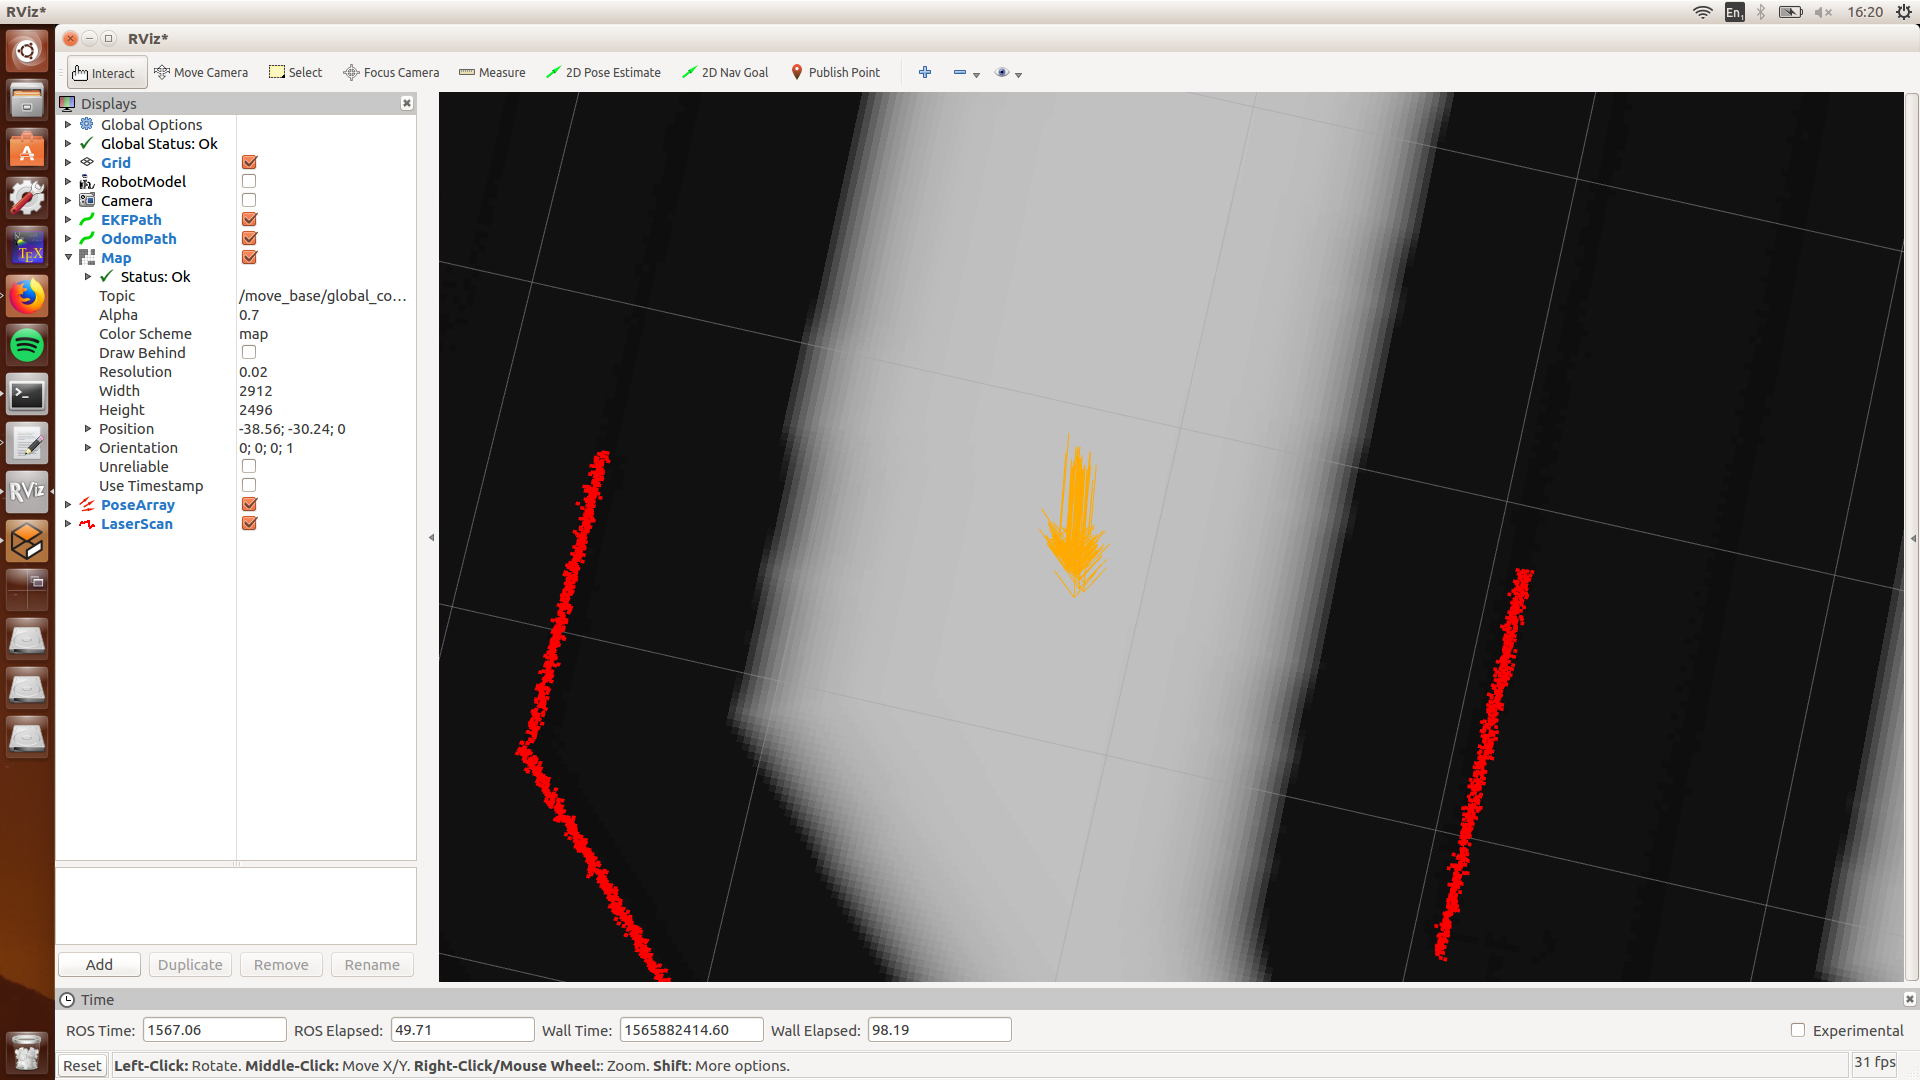 RViz*
En1
16:20
RViz*
Interact Move Camera Select Focus Camera Measure 2D Pose Estimate 2D Nav Goal Publish Point
Displays
Global Options
Global Status: Ok
Grid
RobotModel
Camera
EKFPath
OdomPath
Map
Status: Ok
Topic /move_base/global_co...
Alpha 0.7
Color Scheme map
Draw Behind
Resolution 0.02
Width 2912
Height 2496
Position -38.56; -30.24; 0
Orientation 0; 0; 0; 1
Unreliable
Use Timestamp
PoseArray
LaserScan
TEX
RViz
Add Duplicate Remove Rename
Time
ROS Time: 1567.06 ROS Elapsed: 49.71 Wall Time: 1565882414.60 Wall Elapsed: 98.19 Experimental
Reset Left-Click: Rotate. Middle-Click: Move X/Y. Right-Click/Mouse Wheel:: Zoom. Shift: More options. 31 fps